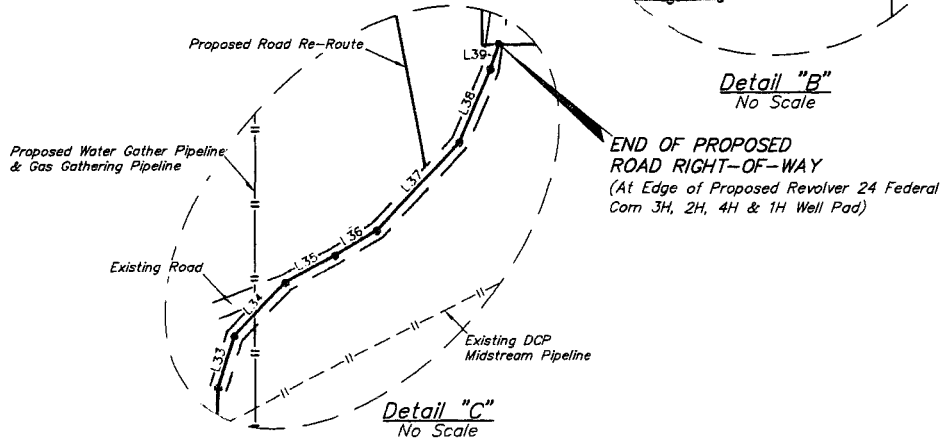 Proposed Road Re-Route
L39
L38
Detail "B"
No Scale
END OF PROPOSED
ROAD RIGHT-OF-WAY
(At Edge of Proposed Revolver 24 Federal
Com 3H, 2H, 4H & 1H Well Pad)
Proposed Water Gather Pipeline
& Gas Gathering Pipeline
L37
L36
L35
Existing Road
L34
L33
Existing DCP
Midstream Pipeline
Detail "C"
No Scale